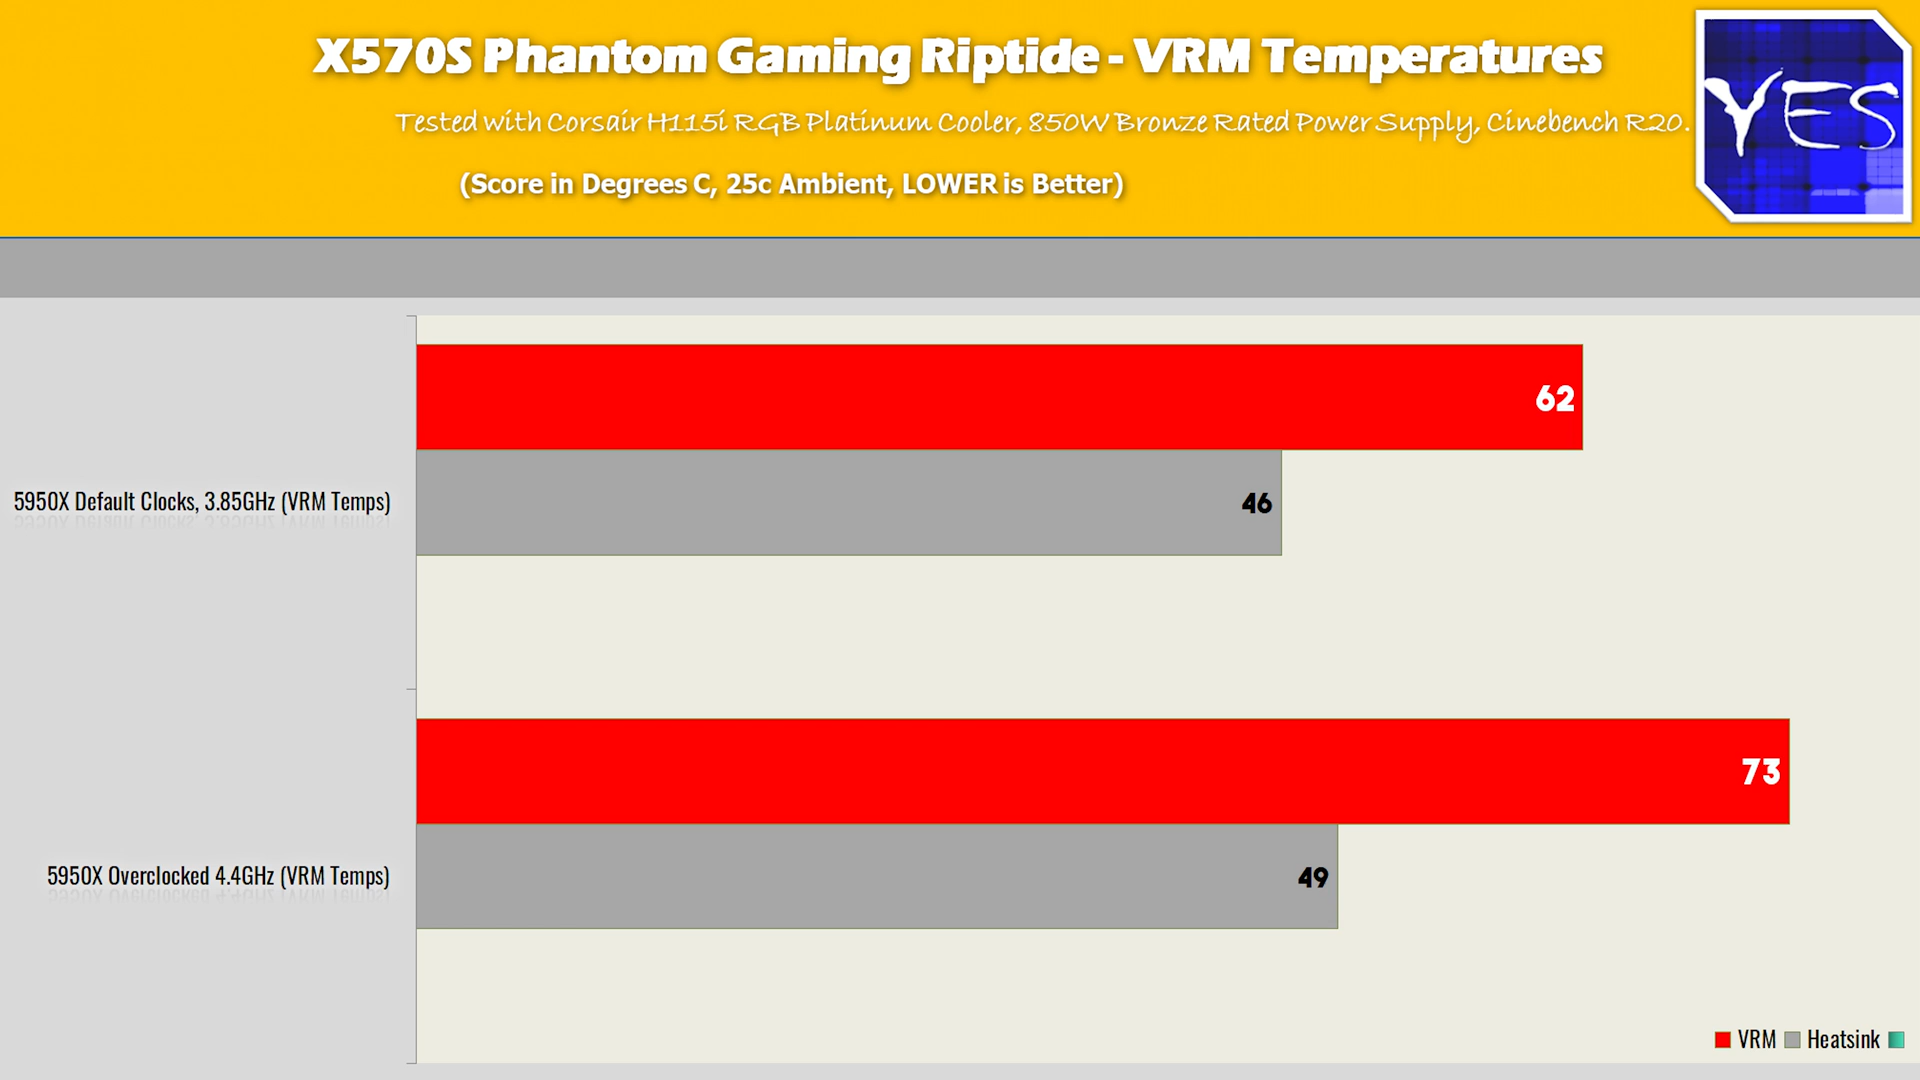 X570S Phantom Gaming Riptide - VRM Temperatures
Tested with Corsair H115i RGB Platinum Cooler, 850W Bronze Rated Power Supply, Cinebench R20.
(Score in Degrees C, 25c Ambient, LOWER is Better)
YES
62
5950X Default Clocks, 3.85GHz (VRM Temps)
46
73
5950X Overclocked 4.4GHz (VRM Temps)
49
VRM Heatsink